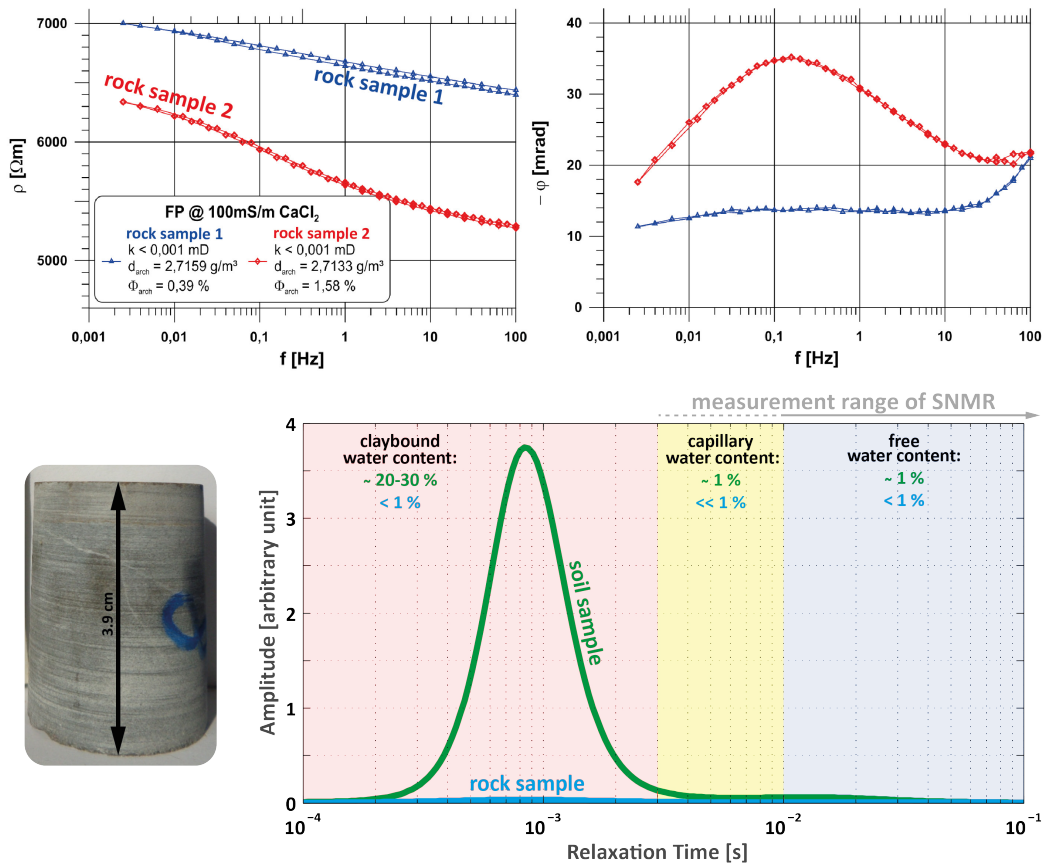 7000
6000
5000
ρ [Ωm]
rock sample 1
rock sample 2
FP @ 100mS/m CaCl₂
rock sample 1
k < 0,001 mD
d_arch = 2,7159 g/m³
Φ_arch = 0,39 %
rock sample 2
k < 0,001 mD
d_arch = 2,7133 g/m³
Φ_arch = 1,58 %
0,001 0,01 0,1 1 10 100
f [Hz]
40
30
20
10
0
− φ [mrad]
0,001 0,01 0,1 1 10 100
f [Hz]
3.9 cm
measurement range of SNMR
4
3
2
1
0
Amplitude [arbitrary unit]
claybound
water content:
~ 20-30 %
< 1 %
capillary
water content:
~ 1 %
<< 1 %
free
water content:
~ 1 %
< 1 %
soil sample
rock sample
10⁻⁴ 10⁻³ 10⁻² 10⁻¹
Relaxation Time [s]